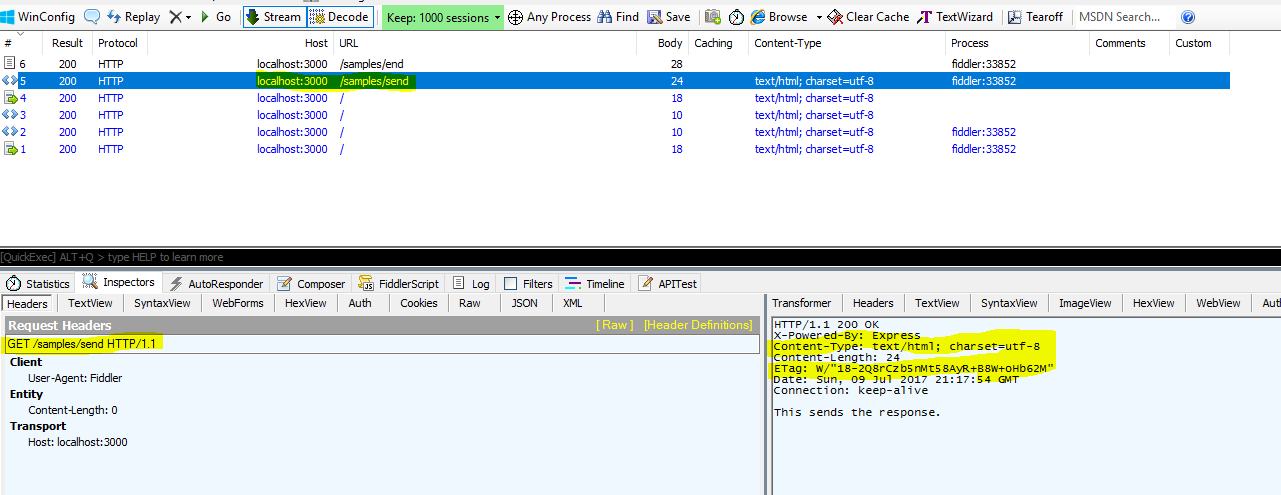 WinConfig Replay Go Stream Decode Keep: 1000 sessions Any Process Find Save Browse Clear Cache TextWizard Tearoff MSDN Search...
# Result Protocol Host URL Body Caching Content-Type Process Comments Custom
6 200 HTTP localhost:3000 /samples/end 28 fiddler:33852
5 200 HTTP localhost:3000 /samples/send 24 text/html; charset=utf-8 fiddler:33852
4 200 HTTP localhost:3000 / 18 text/html; charset=utf-8
3 200 HTTP localhost:3000 / 10 text/html; charset=utf-8
2 200 HTTP localhost:3000 / 10 text/html; charset=utf-8 fiddler:33852
1 200 HTTP localhost:3000 / 18 text/html; charset=utf-8 fiddler:33852
[QuickExec] ALT+Q > type HELP to learn more
Statistics Inspectors AutoResponder Composer FiddlerScript Log Filters Timeline APITest
Headers TextView SyntaxView WebForms HexView Auth Cookies Raw JSON XML
Request Headers [ Raw ] [Header Definitions]
GET /samples/send HTTP/1.1
Client
User-Agent: Fiddler
Entity
Content-Length: 0
Transport
Host: localhost:3000
Transformer Headers TextView SyntaxView ImageView HexView WebView Aut
HTTP/1.1 200 OK
X-Powered-By: Express
Content-Type: text/html; charset=utf-8
Content-Length: 24
ETag: W/"18-2Q8rCzb5nMt58AyR+B8W+oHb62M"
Date: Sun, 09 Jul 2017 21:17:54 GMT
Connection: keep-alive
This sends the response.